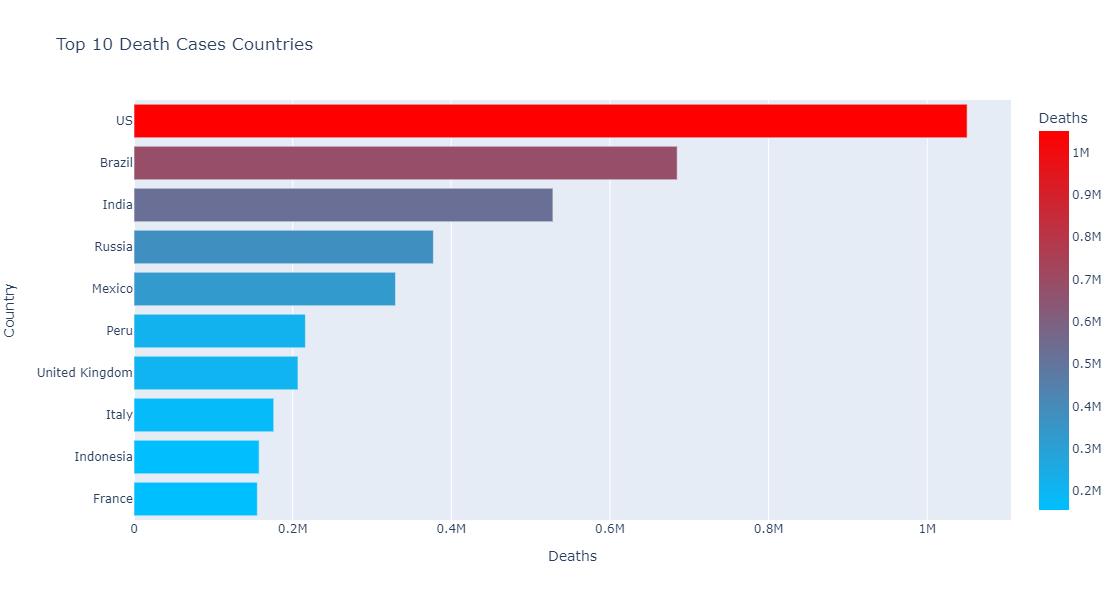 Top 10 Death Cases Countries
Country
US
Brazil
India
Russia
Mexico
Peru
United Kingdom
Italy
Indonesia
France
0 0.2M 0.4M 0.6M 0.8M 1M
Deaths
Deaths
1M
0.9M
0.8M
0.7M
0.6M
0.5M
0.4M
0.3M
0.2M